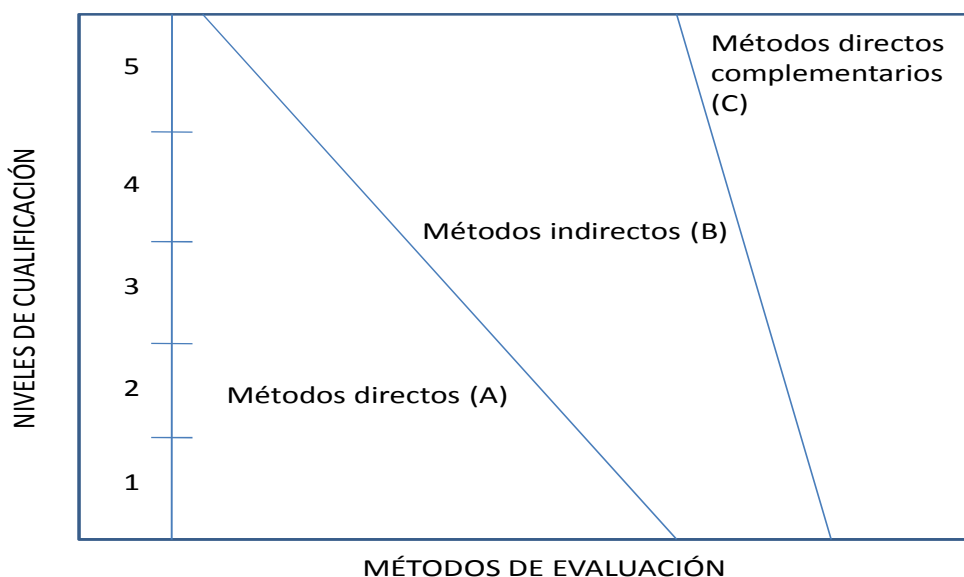 NIVELES DE CUALIFICACIÓN
5
4
3
2
1
Métodos directos
complementarios
(C)
Métodos indirectos (B)
Métodos directos (A)
MÉTODOS DE EVALUACIÓN